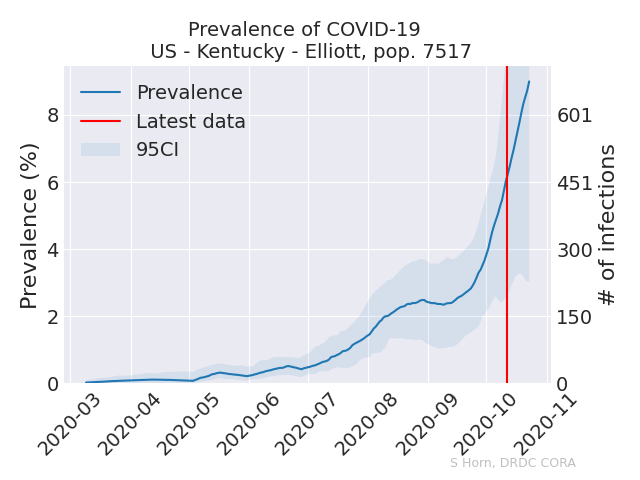 Prevalence of COVID-19
US - Kentucky - Elliott, pop. 7517
Prevalence
Latest data
95CI
Prevalence (%)
8
6
4
2
0
601
451
300
150
0
# of infections
2020-03
2020-04
2020-05
2020-06
2020-07
2020-08
2020-09
2020-10
2020-11
S Horn, DRDC CORA